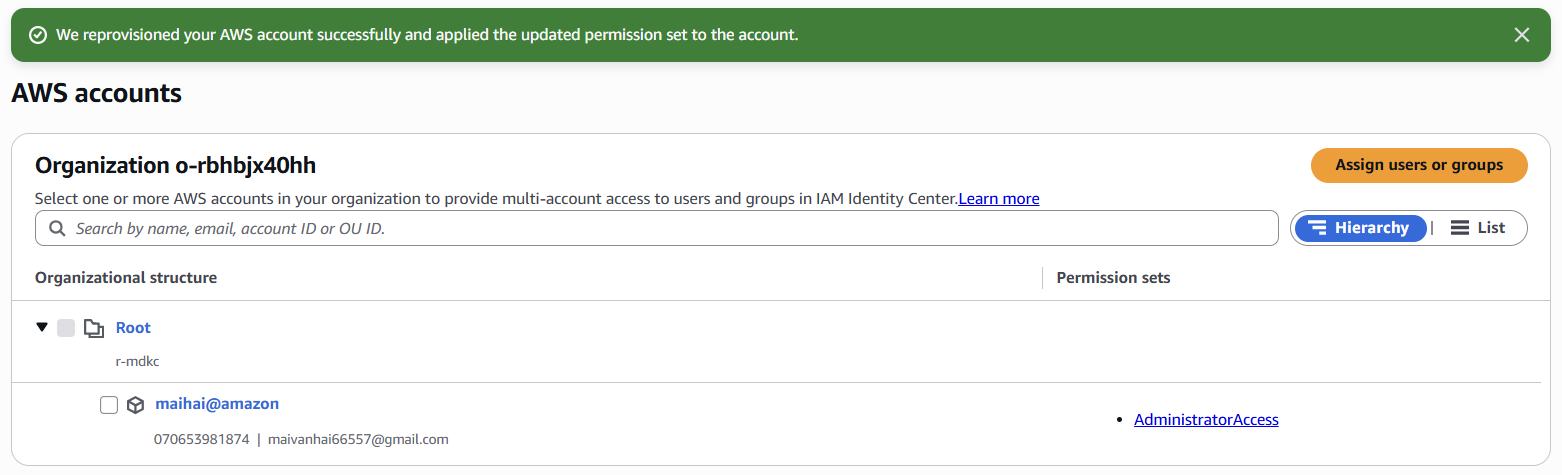 We reprovisioned your AWS account successfully and applied the updated permission set to the account.
AWS accounts
Organization o-rbhbjx40hh
Assign users or groups
Select one or more AWS accounts in your organization to provide multi-account access to users and groups in IAM Identity Center.Learn more
Search by name, email, account ID or OU ID.
Hierarchy | List
Organizational structure
Permission sets
Root
r-mdkc
maihai@amazon
AdministratorAccess
070653981874 | maivanhai66557@gmail.com